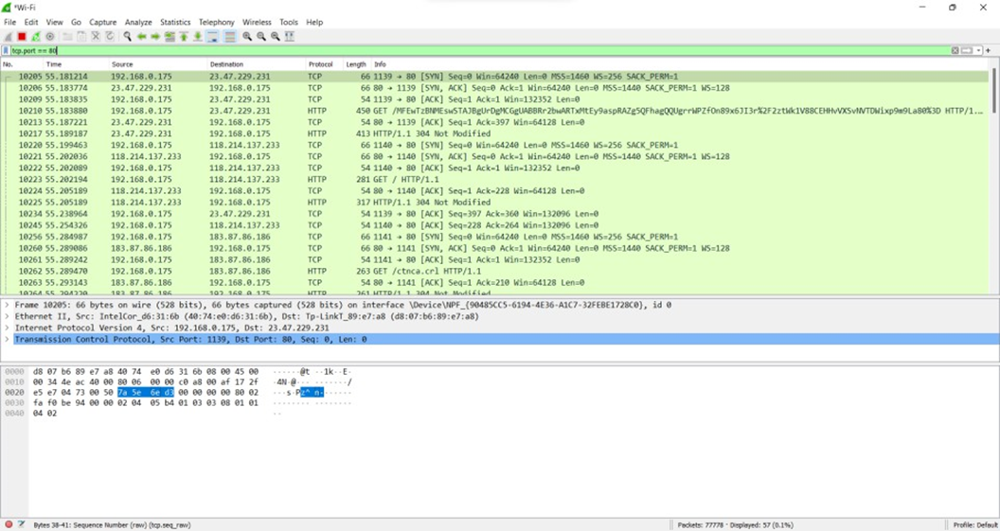 *Wi-Fi
File Edit View Go Capture Analyze Statistics Telephony Wireless Tools Help
tcp.port == 80
No. Time Source Destination Protocol Length Info
10205 55.181214 192.168.0.175 23.47.229.231 TCP 66 1139 → 80 [SYN] Seq=0 Win=64240 Len=0 MSS=1460 WS=256 SACK_PERM=1
10206 55.183774 23.47.229.231 192.168.0.175 TCP 66 80 → 1139 [SYN, ACK] Seq=0 Ack=1 Win=64240 Len=0 MSS=1440 SACK_PERM=1 WS=128
10209 55.183835 192.168.0.175 23.47.229.231 TCP 54 1139 → 80 [ACK] Seq=1 Ack=1 Win=132352 Len=0
10210 55.183880 192.168.0.175 23.47.229.231 HTTP 450 GET HTTP/1...
10213 55.187221 23.47.229.231 192.168.0.175 TCP 54 80 → 1139 [ACK] Seq=1 Ack=397 Win=64128 Len=0
10217 55.189187 23.47.229.231 192.168.0.175 HTTP 413 HTTP/1.1 304 Not Modified
10220 55.199463 192.168.0.175 118.214.137.233 TCP 66 1140 → 80 [SYN] Seq=0 Win=64240 Len=0 MSS=1460 WS=256 SACK_PERM=1
10221 55.202036 118.214.137.233 192.168.0.175 TCP 66 80 → 1140 [SYN, ACK] Seq=0 Ack=1 Win=64240 Len=0 MSS=1440 SACK_PERM=1 WS=128
10222 55.202089 192.168.0.175 118.214.137.233 TCP 54 1140 → 80 [ACK] Seq=1 Ack=1 Win=132352 Len=0
10223 55.202194 192.168.0.175 118.214.137.233 HTTP 281 GET / HTTP/1.1
10224 55.205189 118.214.137.233 192.168.0.175 TCP 54 80 → 1140 [ACK] Seq=1 Ack=228 Win=64128 Len=0
10225 55.205189 118.214.137.233 192.168.0.175 HTTP 317 HTTP/1.1 304 Not Modified
10234 55.238964 192.168.0.175 23.47.229.231 TCP 54 1139 → 80 [ACK] Seq=397 Ack=360 Win=132096 Len=0
10245 55.254326 192.168.0.175 118.214.137.233 TCP 54 1140 → 80 [ACK] Seq=228 Ack=264 Win=132096 Len=0
10256 55.284987 192.168.0.175 183.87.86.186 TCP 66 1141 → 80 [SYN] Seq=0 Win=64240 Len=0 MSS=1460 WS=256 SACK_PERM=1
10260 55.289086 183.87.86.186 192.168.0.175 TCP 66 80 → 1141 [SYN, ACK] Seq=0 Ack=1 Win=64240 Len=0 MSS=1440 SACK_PERM=1 WS=128
10261 55.289242 192.168.0.175 183.87.86.186 TCP 54 1141 → 80 [ACK] Seq=1 Ack=1 Win=132352 Len=0
10262 55.289470 192.168.0.175 183.87.86.186 HTTP 263 GET /ctnca.crl HTTP/1.1
10263 55.293143 183.87.86.186 192.168.0.175 TCP 54 80 → 1141 [ACK] Seq=1 Ack=210 Win=64128 Len=0
10264 55.294220 183.87.86.186 192.168.0.175 HTTP 261 HTTP/1.1 304 Not Modified
Frame 10205: 66 bytes on wire (528 bits), 66 bytes captured (528 bits) on interface \Device\NPF_{90485CC5-6194-4E36-A1C7-32FEBE1728C0}, id 0
Ethernet II, Src: IntelCor_d6:31:6b (40:74:e0:d6:31:6b), Dst: Tp-LinkT_89:e7:a8 (d8:07:b6:89:e7:a8)
Internet Protocol Version 4, Src: 192.168.0.175, Dst: 23.47.229.231
Transmission Control Protocol, Src Port: 1139, Dst Port: 80, Seq: 0, Len: 0
0000 d8 07 b6 89 e7 a8 40 74 e0 d6 31 6b 08 00 45 00 ······@t ··1k··E·
0010 00 34 4e ac 40 00 80 06 00 00 c0 a8 00 af 17 2f ·4N·@··· ·······/
0020 e5 e7 04 73 00 50 7a 5e 6e d3 00 00 00 00 80 02 ···s·Pz^ n·······
0030 fa f0 be 94 00 00 02 04 05 b4 01 03 03 08 01 01 ········ ········
0040 04 02 ··
Bytes 38-41: Sequence Number (raw) (tcp.seq_raw) Packets: 77778 · Displayed: 57 (0.1%) Profile: Default